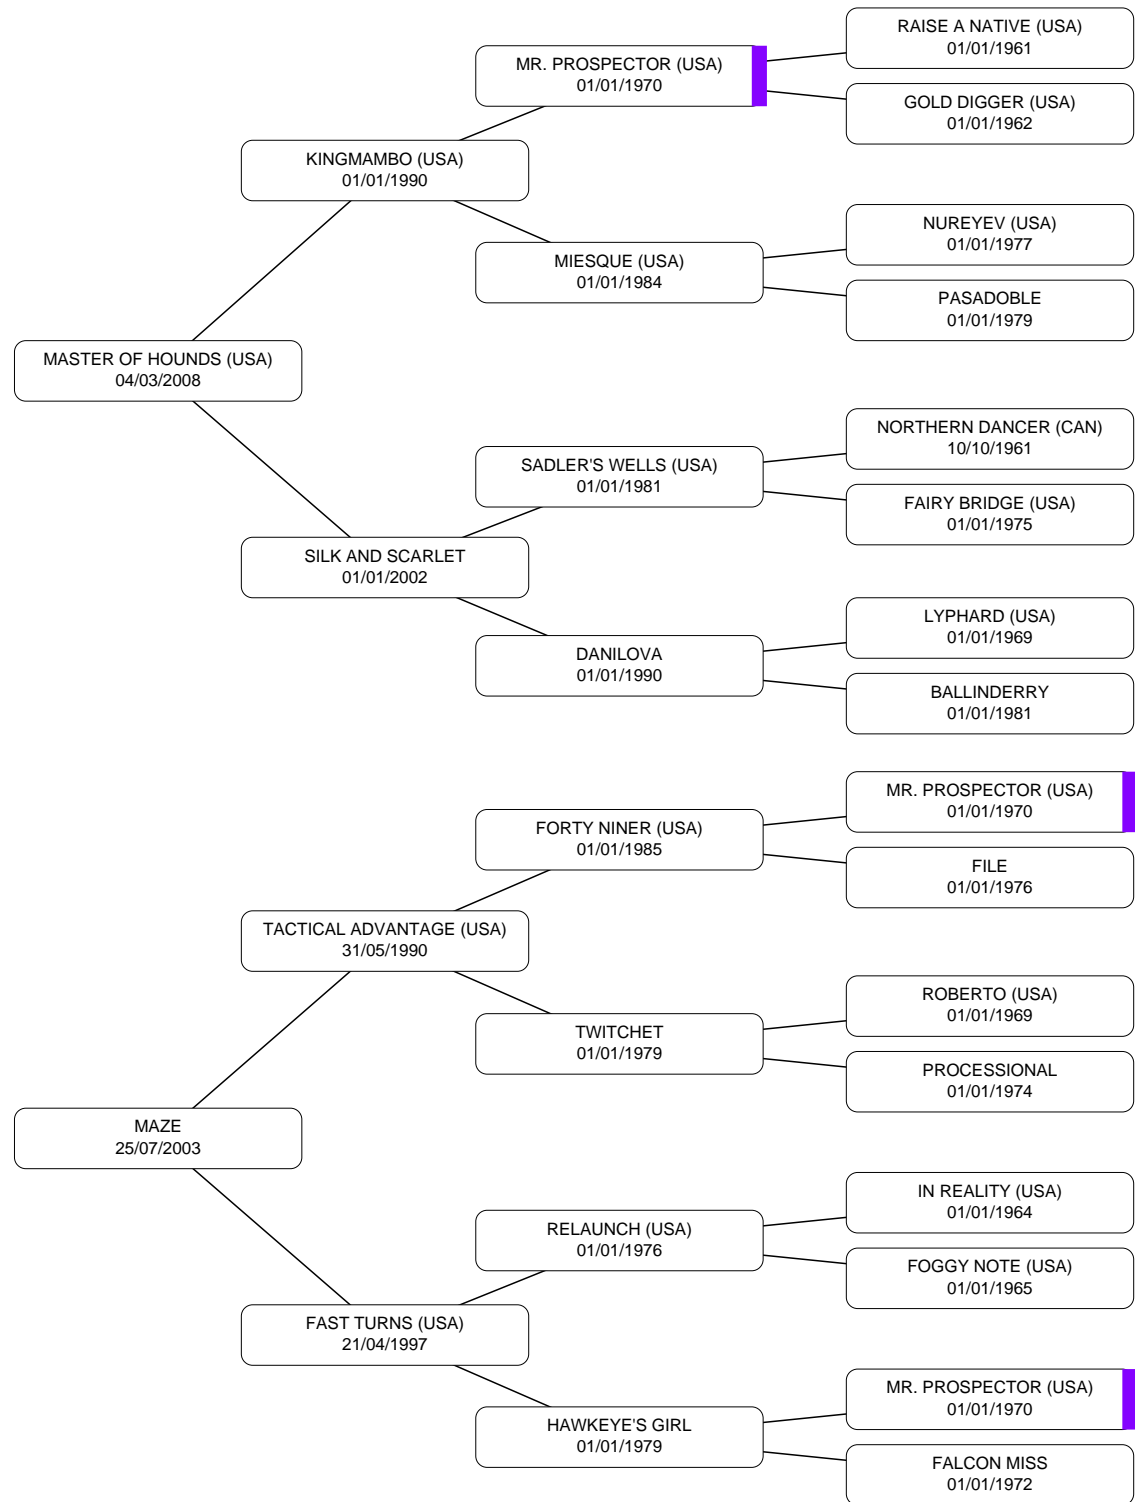 RAISE A NATIVE (USA)
01/01/1961
MR. PROSPECTOR (USA)
01/01/1970
GOLD DIGGER (USA)
01/01/1962
KINGMAMBO (USA)
01/01/1990
NUREYEV (USA)
01/01/1977
MIESQUE (USA)
01/01/1984
PASADOBLE
01/01/1979
MASTER OF HOUNDS (USA)
04/03/2008
NORTHERN DANCER (CAN)
10/10/1961
SADLER'S WELLS (USA)
01/01/1981
FAIRY BRIDGE (USA)
01/01/1975
SILK AND SCARLET
01/01/2002
LYPHARD (USA)
01/01/1969
DANILOVA
01/01/1990
BALLINDERRY
01/01/1981
MR. PROSPECTOR (USA)
01/01/1970
FORTY NINER (USA)
01/01/1985
FILE
01/01/1976
TACTICAL ADVANTAGE (USA)
31/05/1990
ROBERTO (USA)
01/01/1969
TWITCHET
01/01/1979
PROCESSIONAL
01/01/1974
MAZE
25/07/2003
IN REALITY (USA)
01/01/1964
RELAUNCH (USA)
01/01/1976
FOGGY NOTE (USA)
01/01/1965
FAST TURNS (USA)
21/04/1997
MR. PROSPECTOR (USA)
01/01/1970
HAWKEYE'S GIRL
01/01/1979
FALCON MISS
01/01/1972